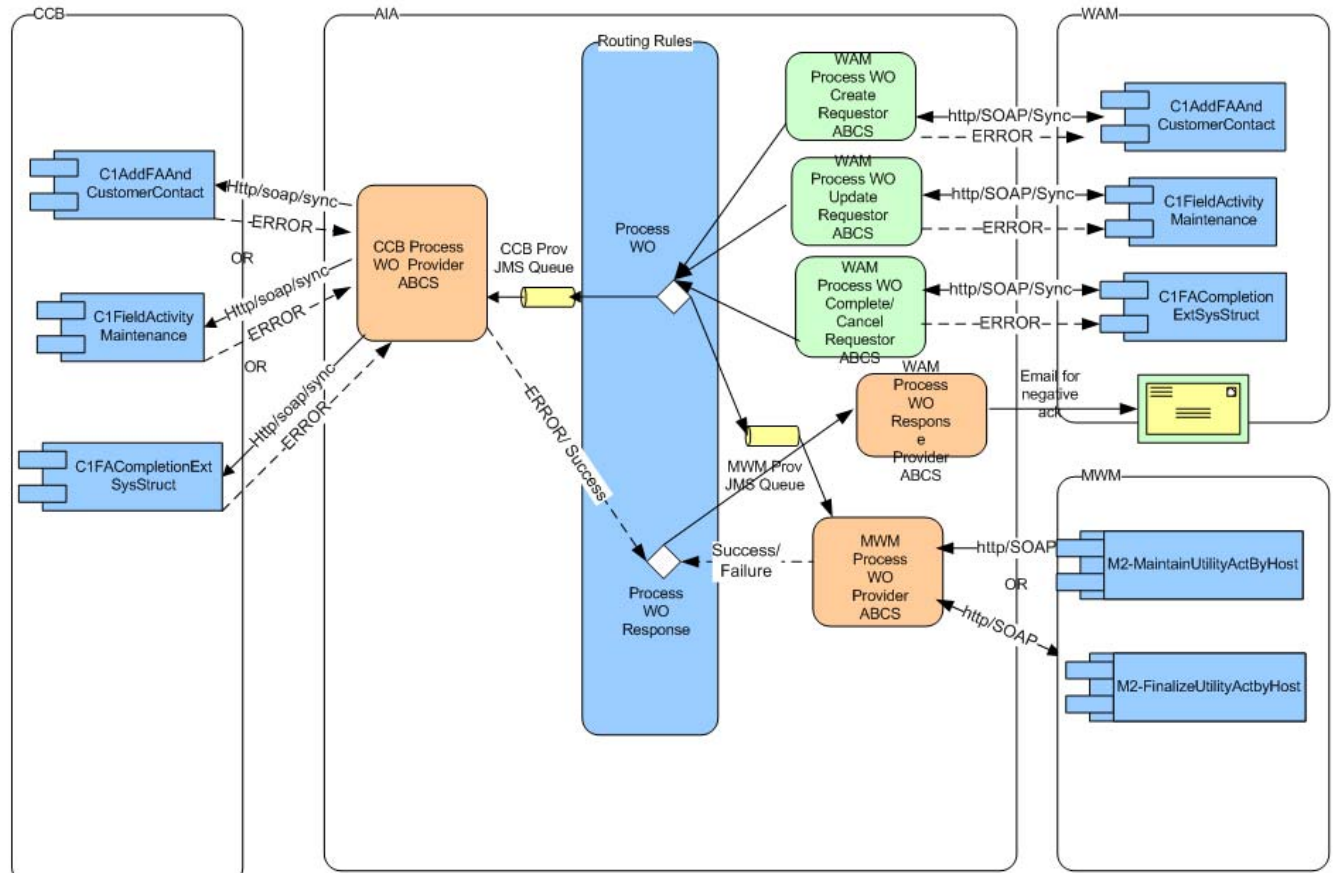 CCB
AIA
WAM
Routing Rules
WAM
Process WO
Create
Requestor
ABCS
http/SOAP/Sync
ERROR
C1AddFAAnd
CustomerContact
C1AddFAAnd
CustomerContact
Http/soap/sync
ERROR
OR
CCB Process
WO Provider
ABCS
CCB Prov
JMS Queue
Process
WO
WAM
Process WO
Update
Requestor
ABCS
http/SOAP/Sync
ERROR
C1FieldActivity
Maintenance
C1FieldActivity
Maintenance
Http/soap/sync
ERROR
OR
WAM
Process WO
Complete/
Cancel
Requestor
ABCS
http/SOAP/Sync
ERROR
C1FACompletion
ExtSysStruct
WAM
Process
WO
Respons
e
Provider
ABCS
Email for
negative
ack
C1FACompletionExt
SysStruct
Http/soap/sync
ERROR
ERROR/ Success
MWM Prov
JMS Queue
MWM
Process
WO
Response
Success/
Failure
MWM
Process
WO
Provider
ABCS
http/SOAP
OR
http/SOAP
M2-MaintainUtilityActByHost
M2-FinalizeUtilityActbyHost